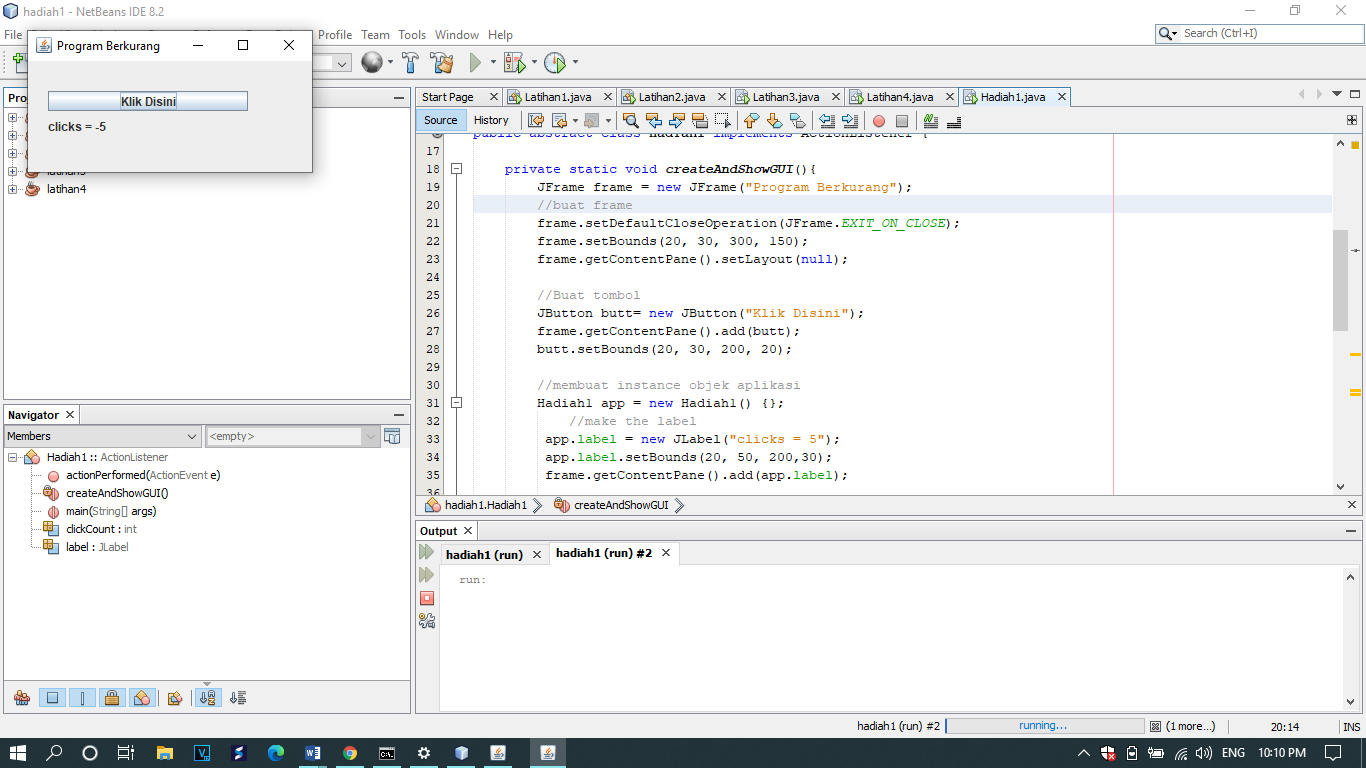 hadiah1 - NetBeans IDE 8.2
File
Profile Team Tools Window Help
Search (Ctrl+I)
Program Berkurang
Klik Disini
clicks = -5
latihan4
Start Page Latihan1.java Latihan2.java Latihan3.java Latihan4.java Hadiah1.java
Source History
public abstract class Hadiah1 implements ActionListener {
17
18 private static void createAndShowGUI(){
19 JFrame frame = new JFrame("Program Berkurang");
20 //buat frame
21 frame.setDefaultCloseOperation(JFrame.EXIT_ON_CLOSE);
22 frame.setBounds(20, 30, 300, 150);
23 frame.getContentPane().setLayout(null);
24
25 //Buat tombol
26 JButton butt= new JButton("Klik Disini");
27 frame.getContentPane().add(butt);
28 butt.setBounds(20, 30, 200, 20);
29
30 //membuat instance objek aplikasi
31 Hadiah1 app = new Hadiah1() {};
32 //make the label
33 app.label = new JLabel("clicks = 5");
34 app.label.setBounds(20, 50, 200,30);
35 frame.getContentPane().add(app.label);
36
hadiah1.Hadiah1 createAndShowGUI
Navigator
Members <empty>
Hadiah1 :: ActionListener
actionPerformed(ActionEvent e)
createAndShowGUI()
main(String[] args)
clickCount : int
label : JLabel
Output
hadiah1 (run) hadiah1 (run) #2
run:
hadiah1 (run) #2 running... (1 more...) 20:14 INS
ENG 10:10 PM